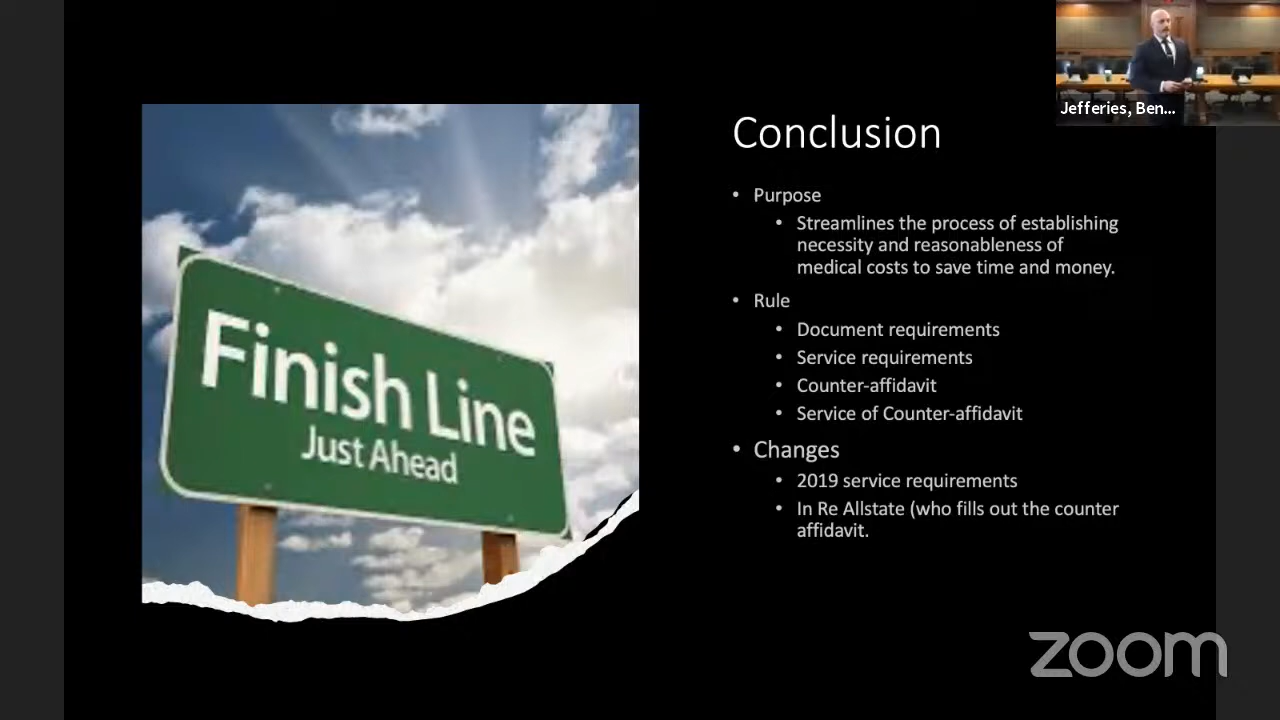 Jefferies, Ben...
Finish Line
Just Ahead
Conclusion
• Purpose
• Streamlines the process of establishing
necessity and reasonableness of
medical costs to save time and money.
• Rule
• Document requirements
• Service requirements
• Counter-affidavit
• Service of Counter-affidavit
• Changes
• 2019 service requirements
• In Re Allstate (who fills out the counter
affidavit.
zoom